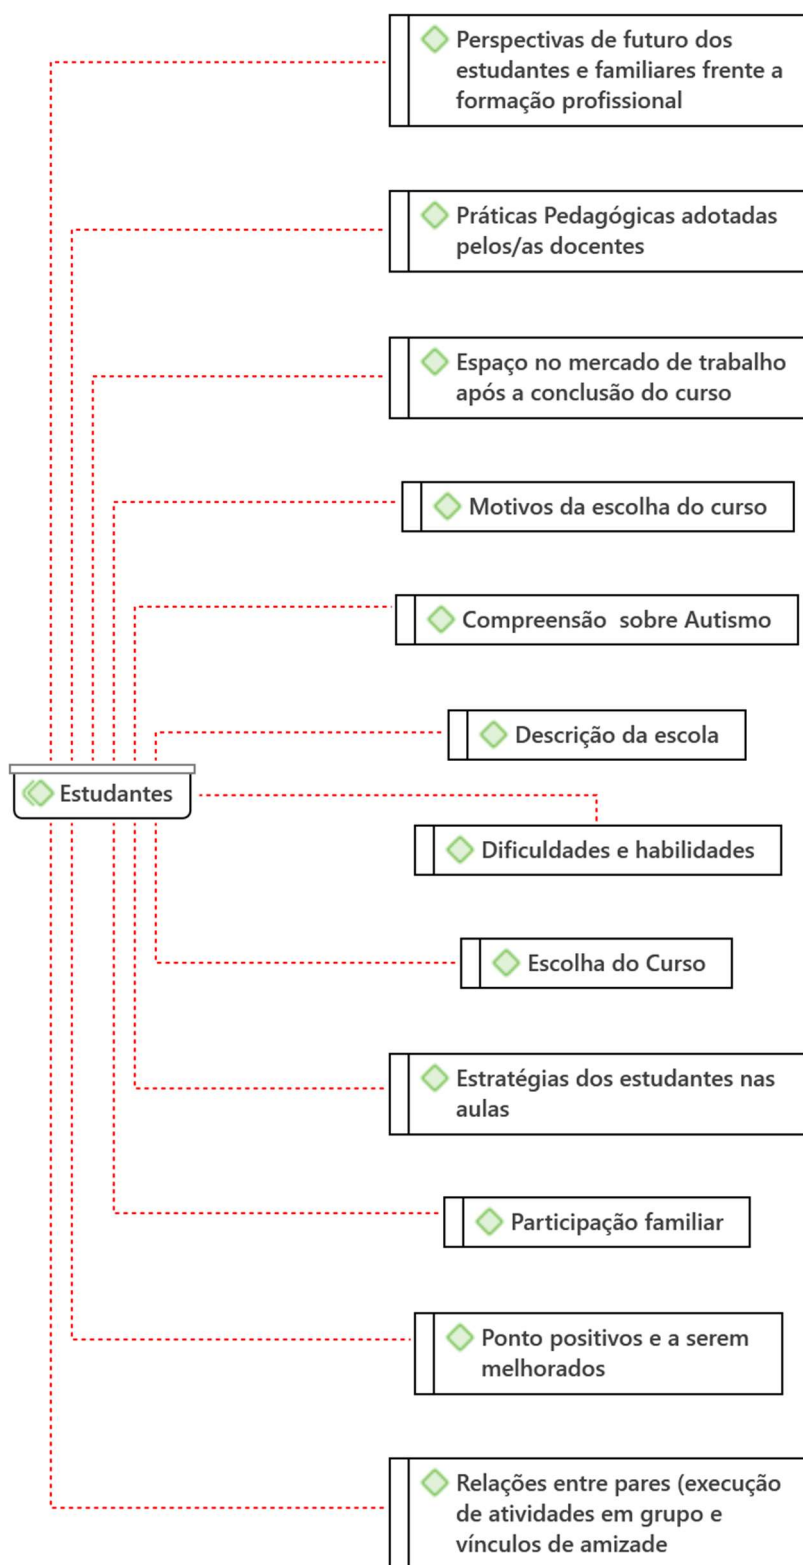 Perspectivas de futuro dos
estudantes e familiares frente a
formação profissional
Práticas Pedagógicas adotadas
pelos/as docentes
Espaço no mercado de trabalho
após a conclusão do curso
Motivos da escolha do curso
Compreensão  sobre Autismo
Descrição da escola
Estudantes
Dificuldades e habilidades
Escolha do Curso
Estratégias dos estudantes nas
aulas
Participação familiar
Ponto positivos e a serem
melhorados
Relações entre pares (execução
de atividades em grupo e
vínculos de amizade